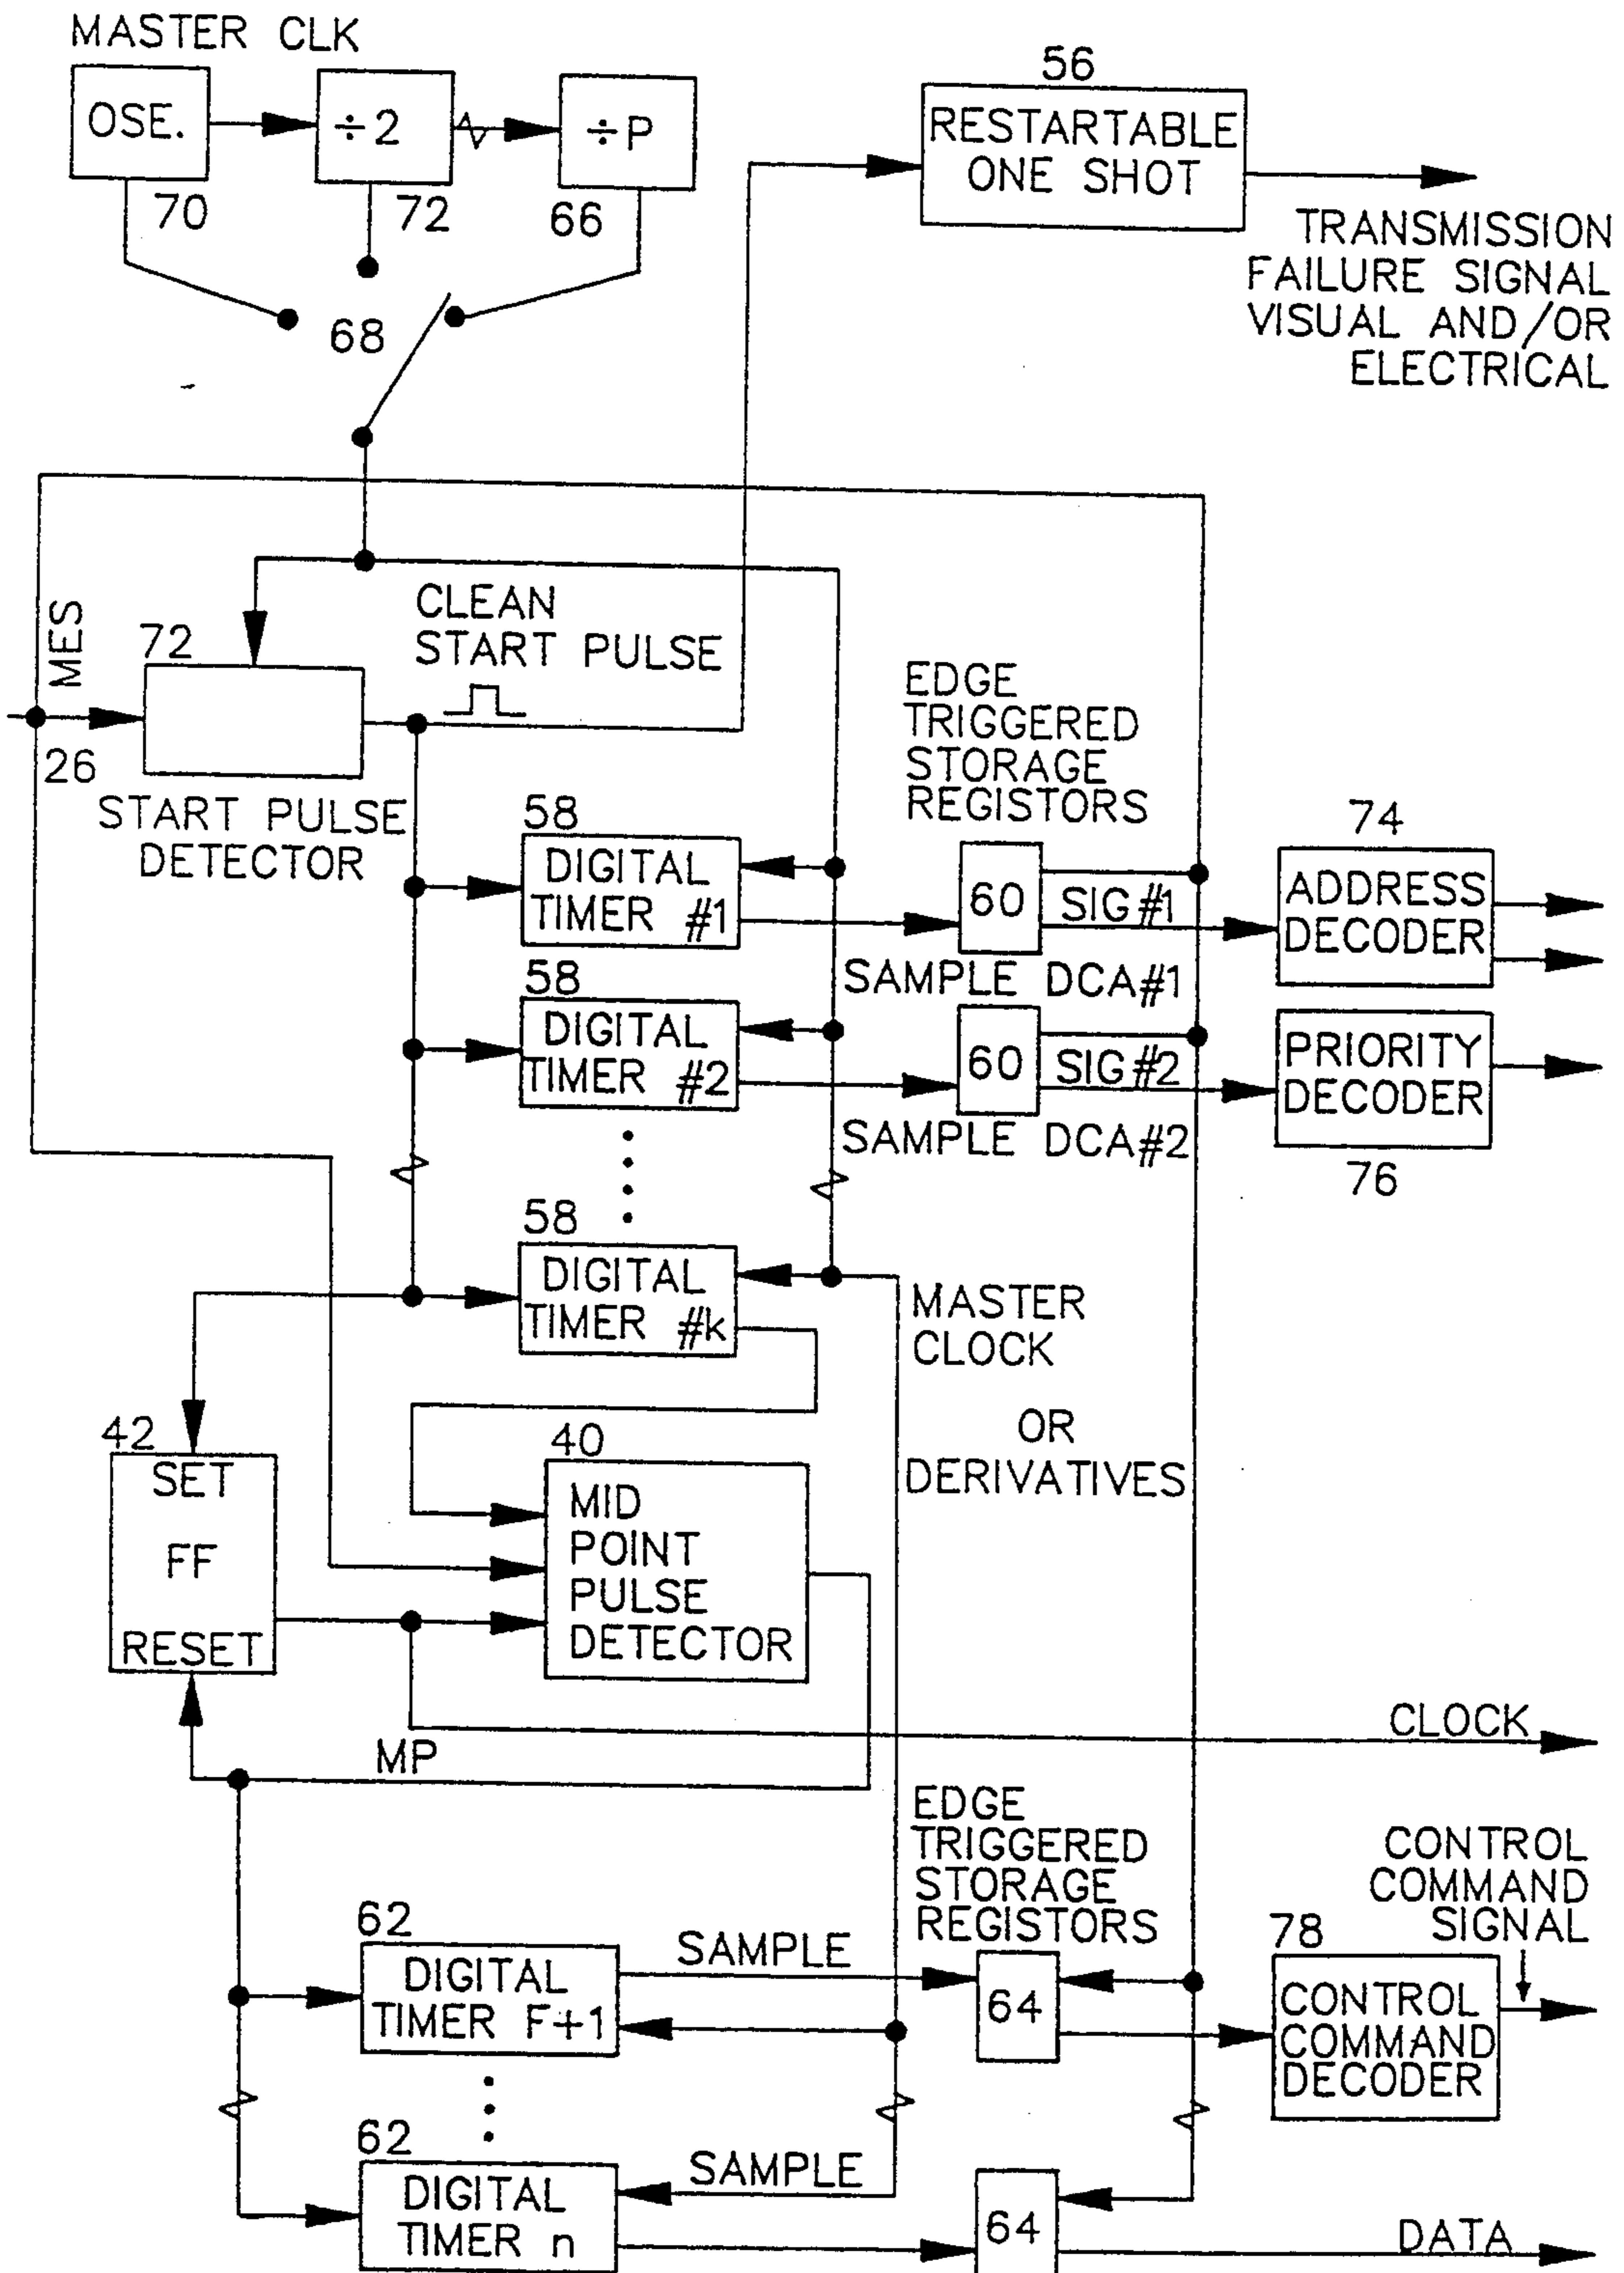 MASTER CLK
OSE.
÷2
÷P
70
72
66
68
56
RESTARTABLE
ONE SHOT
TRANSMISSION
FAILURE SIGNAL
VISUAL AND/OR
ELECTRICAL
MES
72
26
START PULSE
DETECTOR
CLEAN
START PULSE
EDGE
TRIGGERED
STORAGE
REGISTORS
58
DIGITAL
TIMER #1
60
SIG#1
SAMPLE DCA#1
74
ADDRESS
DECODER
58
DIGITAL
TIMER #2
60
SIG#2
SAMPLE DCA#2
PRIORITY
DECODER
76
58
DIGITAL
TIMER #k
MASTER
CLOCK
OR
DERIVATIVES
42
SET
FF
RESET
40
MID
POINT
PULSE
DETECTOR
CLOCK
MP
EDGE
TRIGGERED
STORAGE
REGISTORS
CONTROL
COMMAND
SIGNAL
62
DIGITAL
TIMER F+1
SAMPLE
64
78
CONTROL
COMMAND
DECODER
62
DIGITAL
TIMER n
SAMPLE
64
DATA